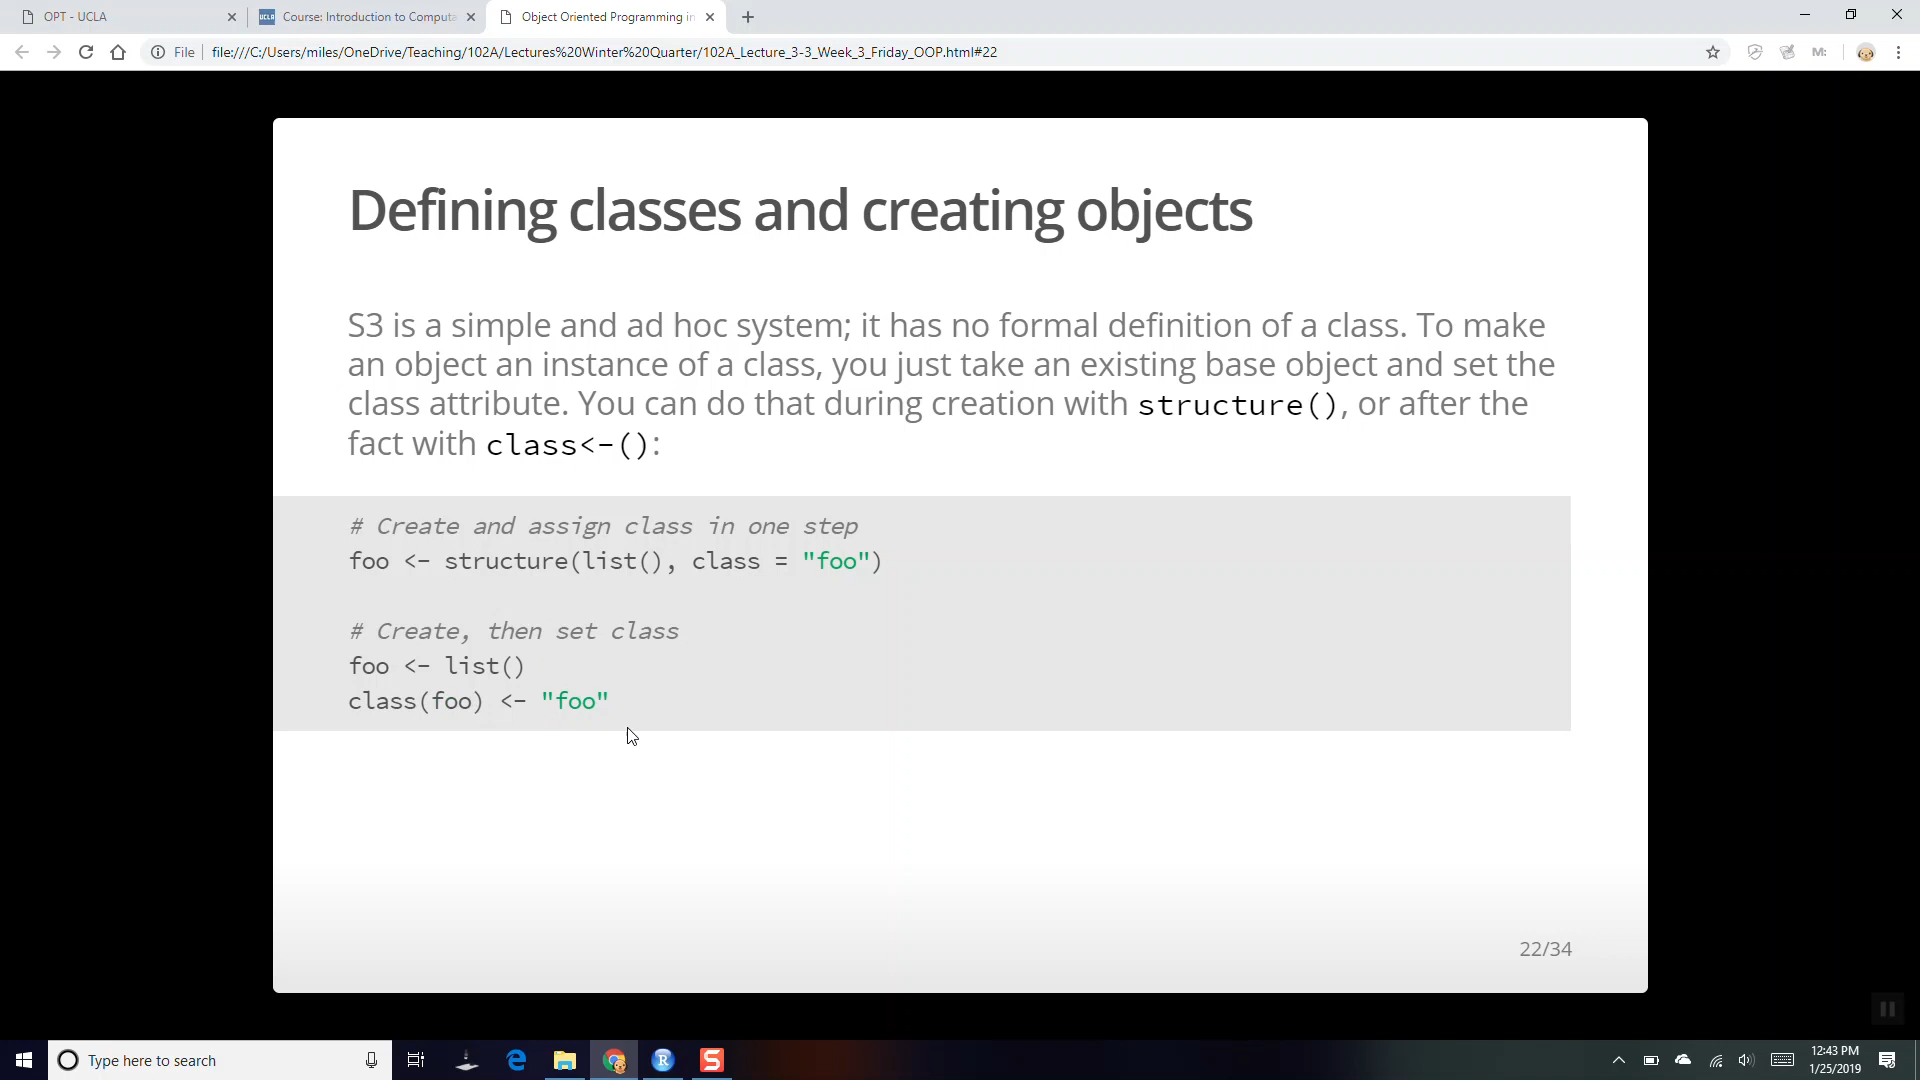 OPT - UCLA
UCLA Course: Introduction to Computa
Object Oriented Programming in
File file:///C:/Users/miles/OneDrive/Teaching/102A/Lectures%20Winter%20Quarter/102A_Lecture_3-3_Week_3_Friday_OOP.html#22
M:
Defining classes and creating objects
S3 is a simple and ad hoc system; it has no formal definition of a class. To make
an object an instance of a class, you just take an existing base object and set the
class attribute. You can do that during creation with structure(), or after the
fact with class<-():
# Create and assign class in one step
foo <- structure(list(), class = "foo")
# Create, then set class
foo <- list()
class(foo) <- "foo"
22/34
Type here to search
R
S
12:43 PM
1/25/2019